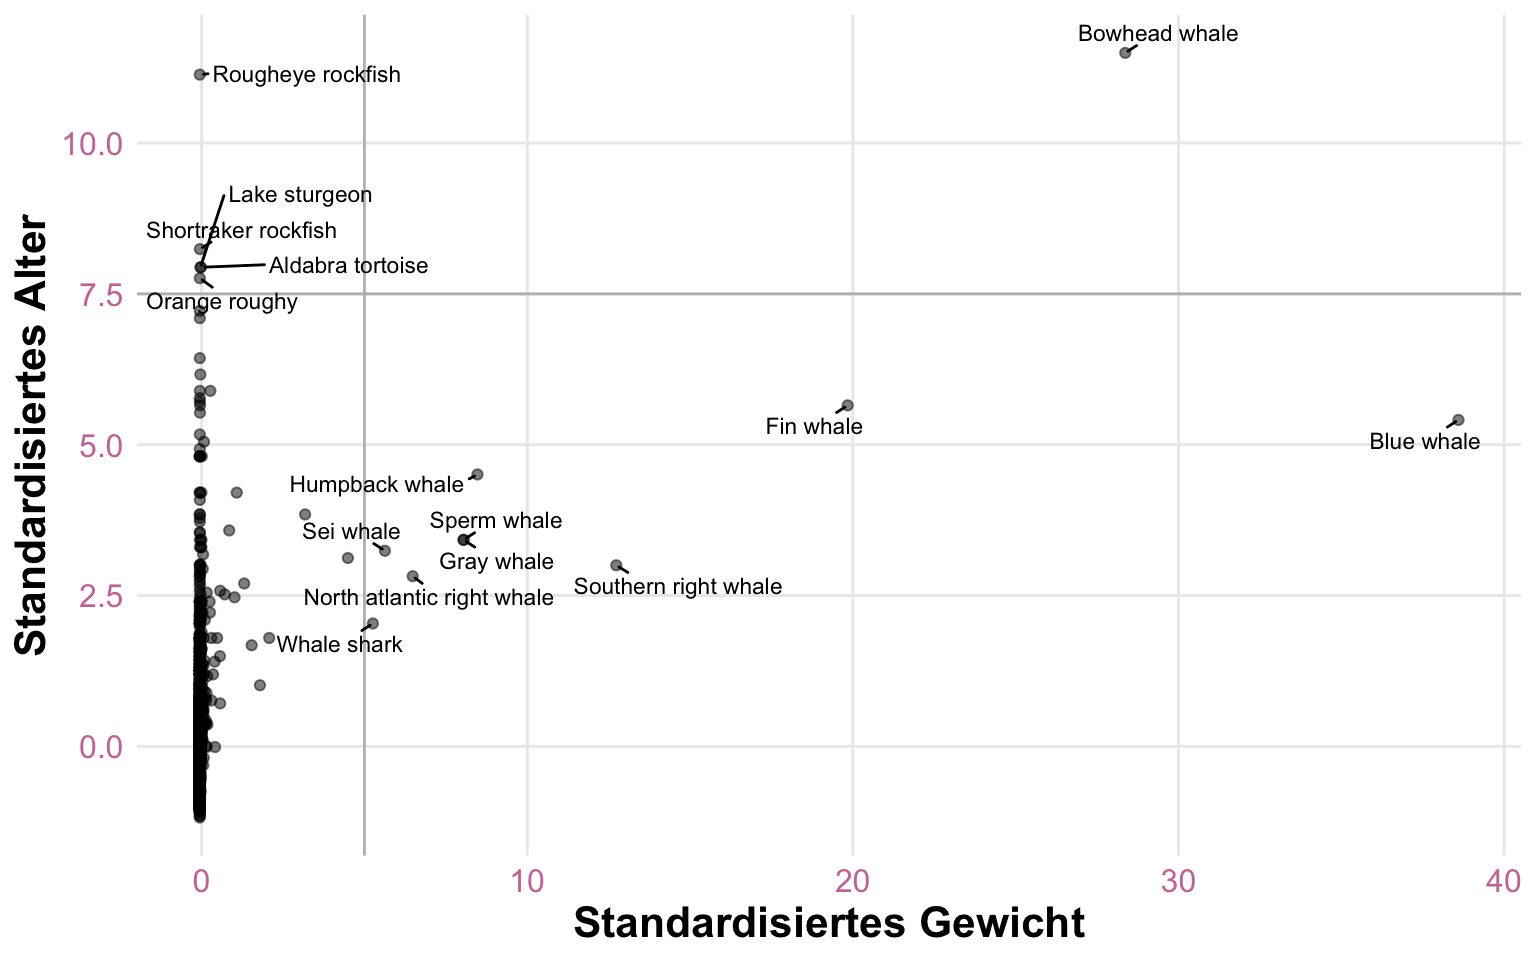 Bowhead whale
Rougheye rockfish
10.0
Lake sturgeon
Shortraker rockfish
Aldabra tortoise
7.5
Orange roughy
Fin whale
Blue whale
5.0
Humpback whale
Sperm whale
Sei whale
Gray whale
Southern right whale
2.5
North atlantic right whale
Whale shark
0.0
0 10 20 30 40
Standardisiertes Gewicht
Standardisiertes Alter